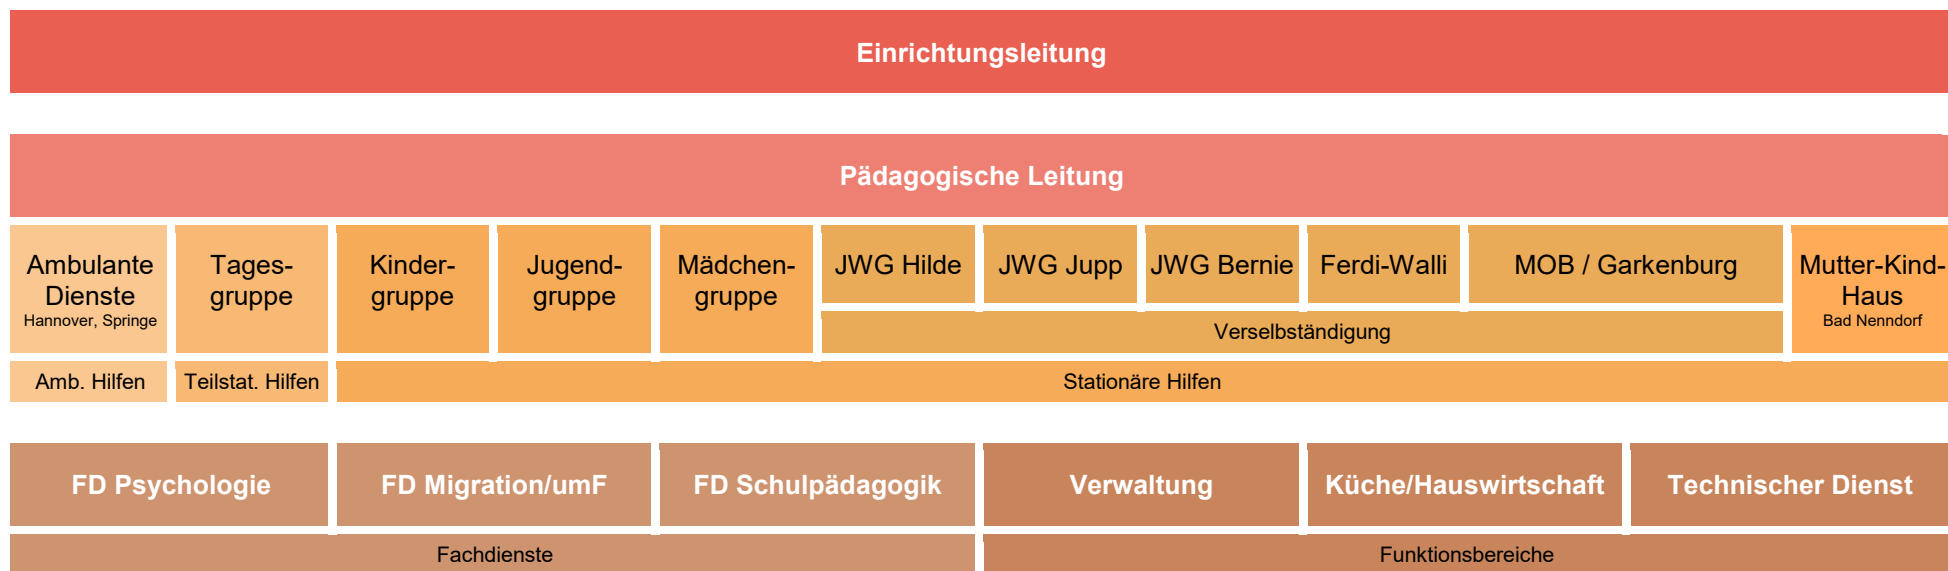 Einrichtungsleitung
Pädagogische Leitung
Ambulante
Dienste
Hannover, Springe
Tages-
gruppe
Kinder-
gruppe
Jugend-
gruppe
Mädchen-
gruppe
JWG Hilde
JWG Jupp
JWG Bernie
Ferdi-Walli
MOB / Garkenburg
Verselbständigung
Mutter-Kind-
Haus
Bad Nenndorf
Amb. Hilfen
Teilstat. Hilfen
Stationäre Hilfen
FD Psychologie
FD Migration/umF
FD Schulpädagogik
Verwaltung
Küche/Hauswirtschaft
Technischer Dienst
Fachdienste
Funktionsbereiche